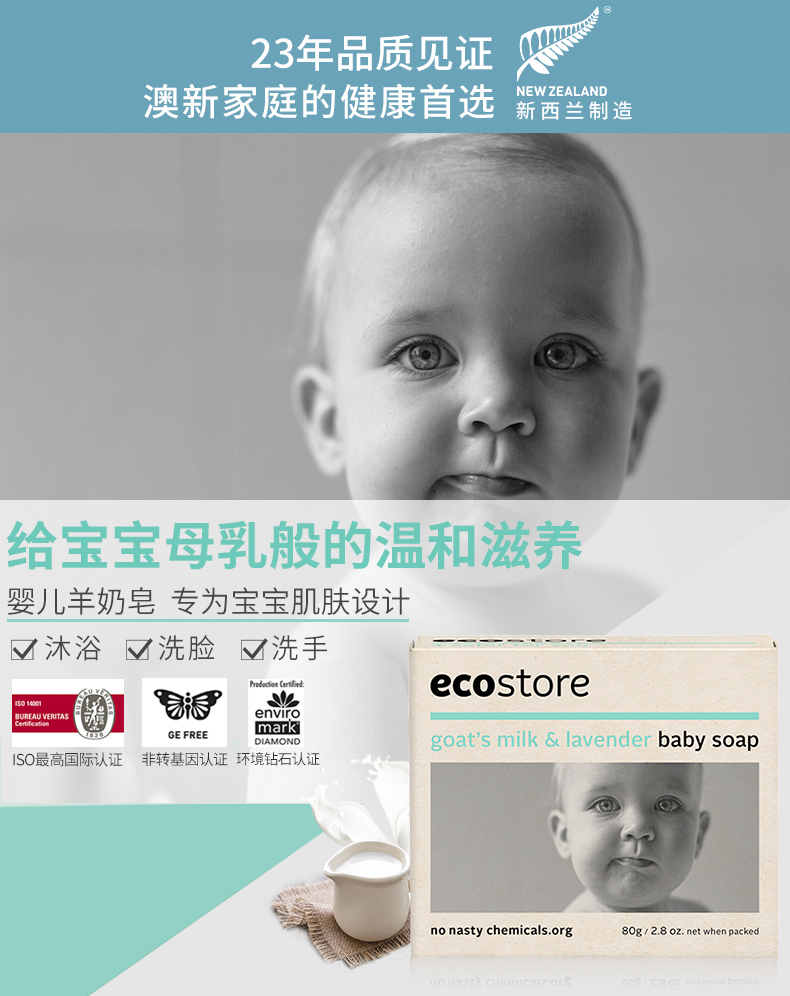 23年品质见证
澳新家庭的健康首选
NEW ZEALAND
新西兰制造
给宝宝母乳般的温和滋养
婴儿羊奶皂 专为宝宝肌肤设计
沐浴 洗脸 洗手
ISO 14001
BUREAU VERITAS
Certification
BUREAU VERITAS
1828
GE FREE
Production Certified:
enviro
mark
DIAMOND
ISO最高国际认证 非转基因认证 环境钻石认证
ecostore
ecostore
goat's milk & lavender baby soap
no nasty chemicals.org
80g / 2.8 oz. net when packed